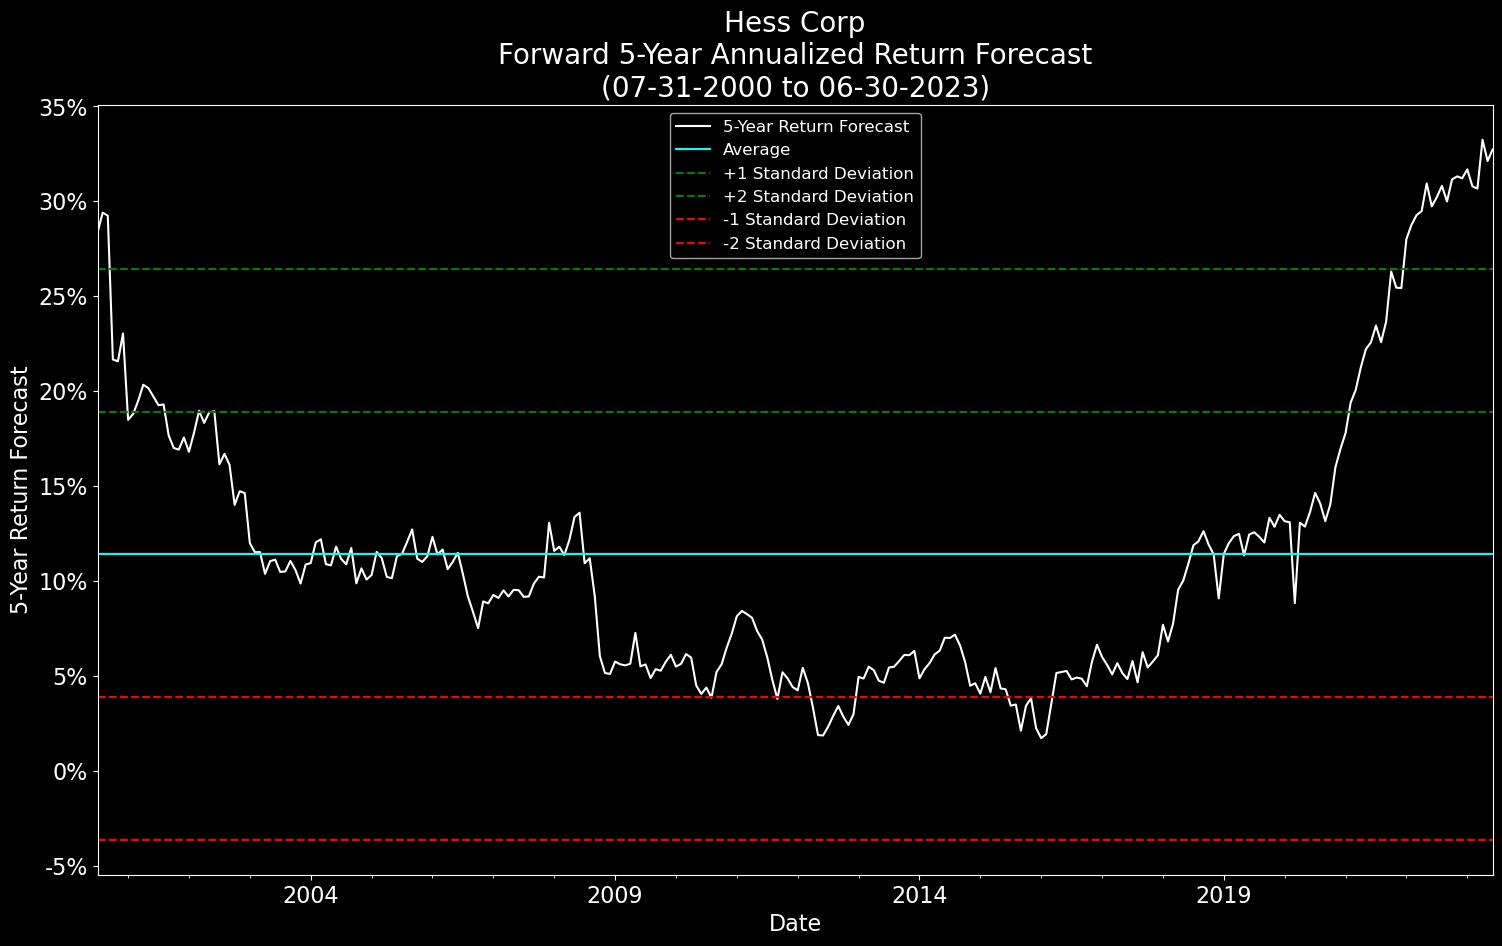 Hess Corp
Forward 5-Year Annualized Return Forecast
(07-31-2000 to 06-30-2023)
35%
30%
25%
20%
15%
10%
5%
0%
-5%
5-Year Return Forecast
5-Year Return Forecast
Average
+1 Standard Deviation
+2 Standard Deviation
-1 Standard Deviation
-2 Standard Deviation
2004
2009
2014
2019
Date